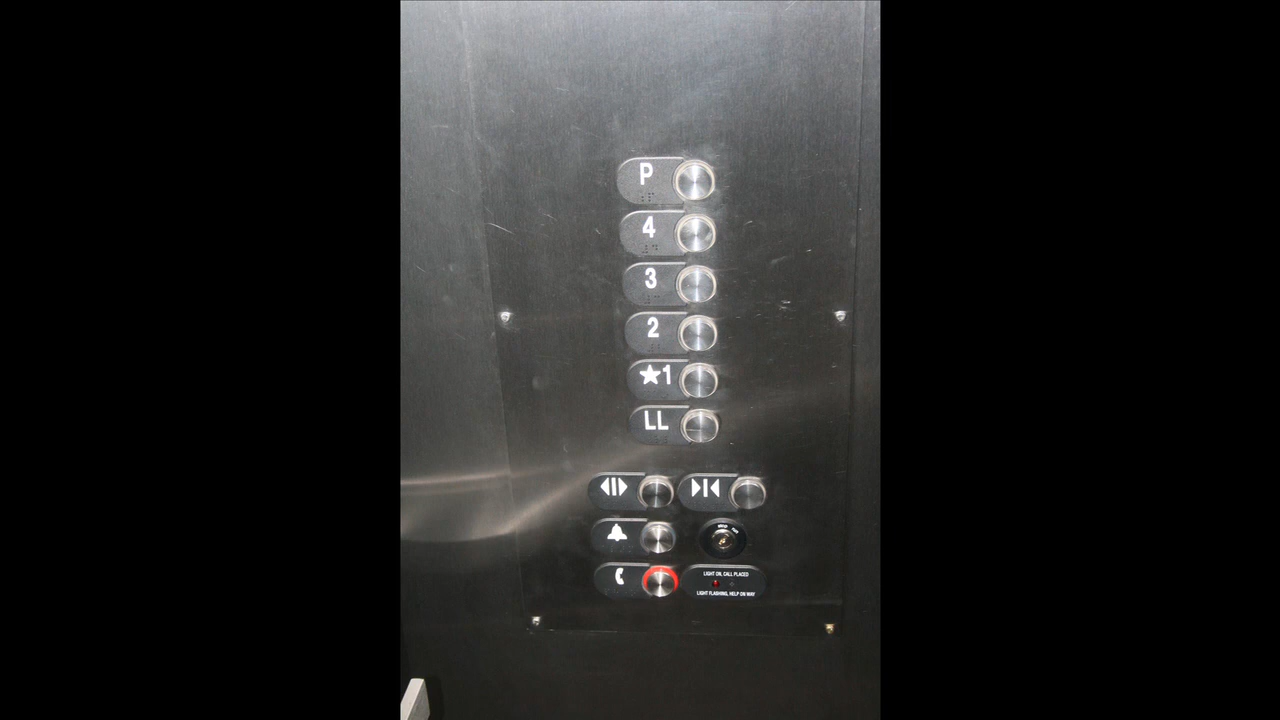 P
4
3
2
★1
LL
LIGHT ON, CALL PLACED
LIGHT FLASHING, HELP ON WAY